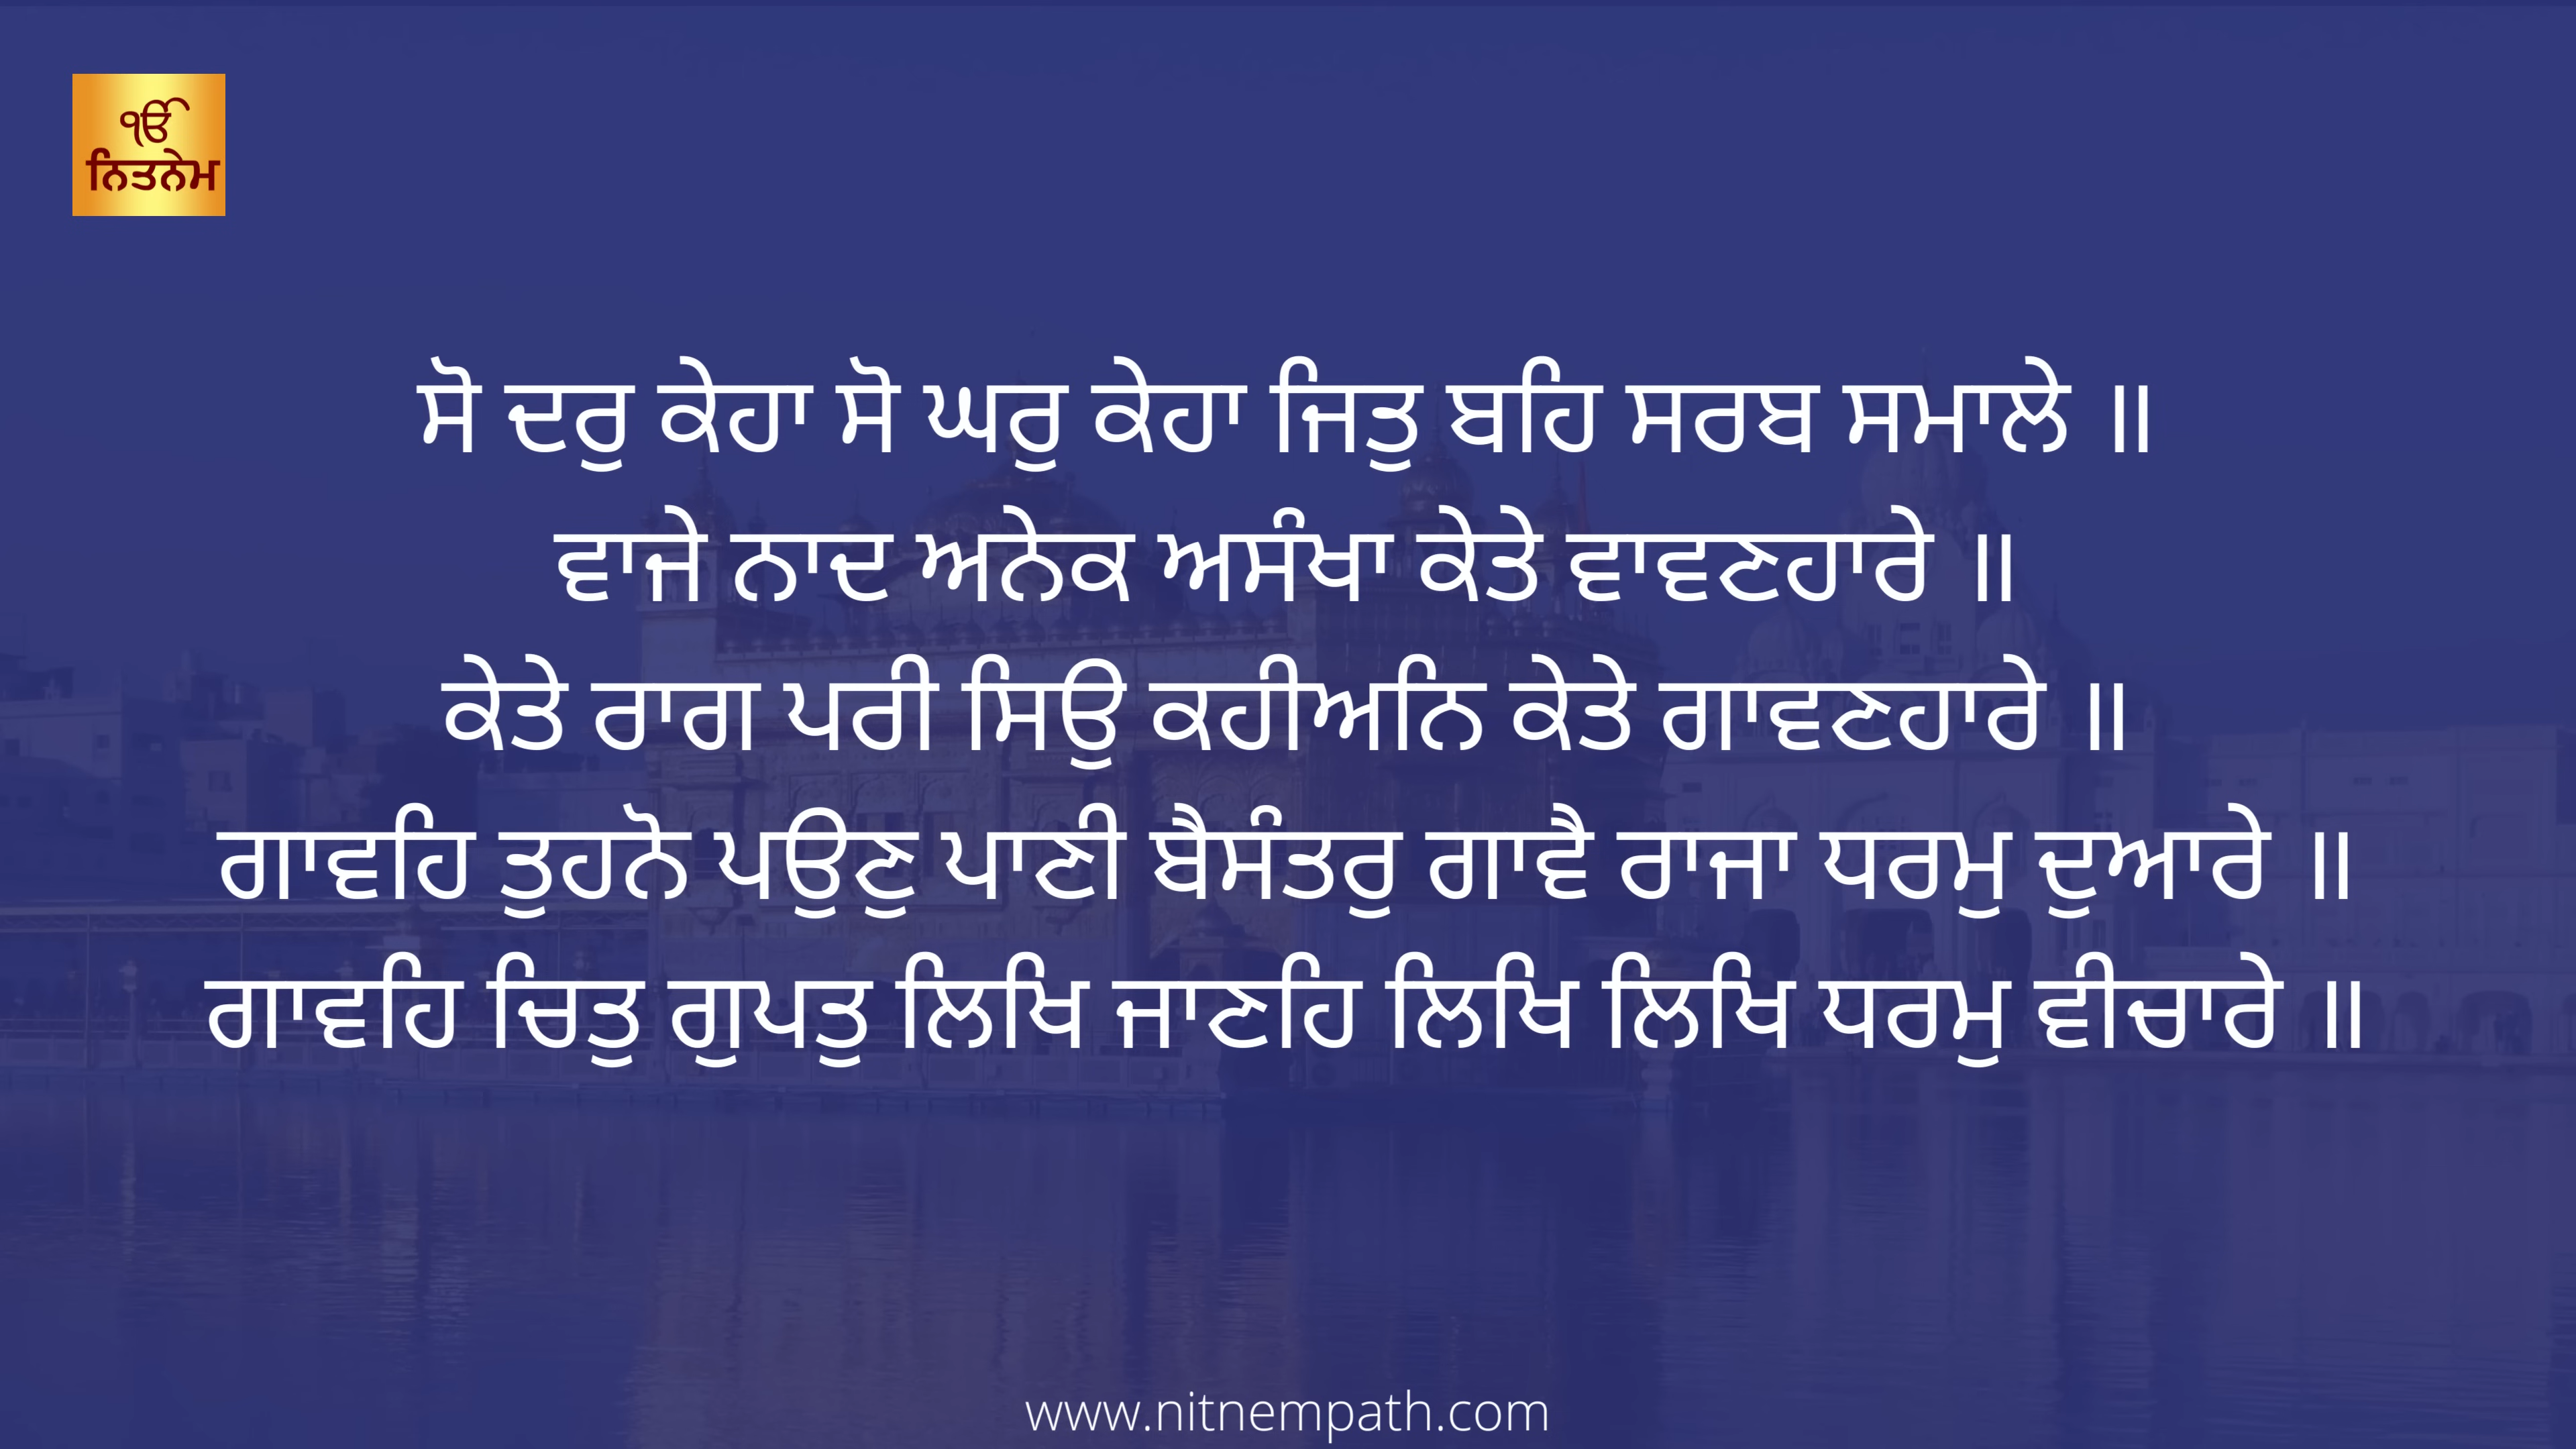 ੴ
ਨਿਤਨੇਮ
ਸੋ ਦਰੁ ਕੇਹਾ ਸੋ ਘਰੁ ਕੇਹਾ ਜਿਤੁ ਬਹਿ ਸਰਬ ਸਮਾਲੇ ॥
ਵਾਜੇ ਨਾਦ ਅਨੇਕ ਅਸੰਖਾ ਕੇਤੇ ਵਾਵਣਹਾਰੇ ॥
ਕੇਤੇ ਰਾਗ ਪਰੀ ਸਿਉ ਕਹੀਅਨਿ ਕੇਤੇ ਗਾਵਣਹਾਰੇ ॥
ਗਾਵਹਿ ਤੁਹਨੋ ਪਉਣੁ ਪਾਣੀ ਬੈਸੰਤਰੁ ਗਾਵੈ ਰਾਜਾ ਧਰਮੁ ਦੁਆਰੇ ॥
ਗਾਵਹਿ ਚਿਤੁ ਗੁਪਤੁ ਲਿਖਿ ਜਾਣਹਿ ਲਿਖਿ ਲਿਖਿ ਧਰਮੁ ਵੀਚਾਰੇ ॥
www.nitnempath.com